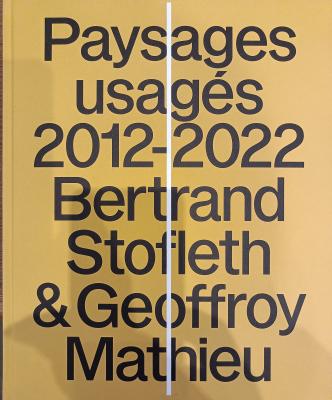 Paysages
usagés
2012-2022
Bertrand
Stofleth
& Geoffroy
Mathieu